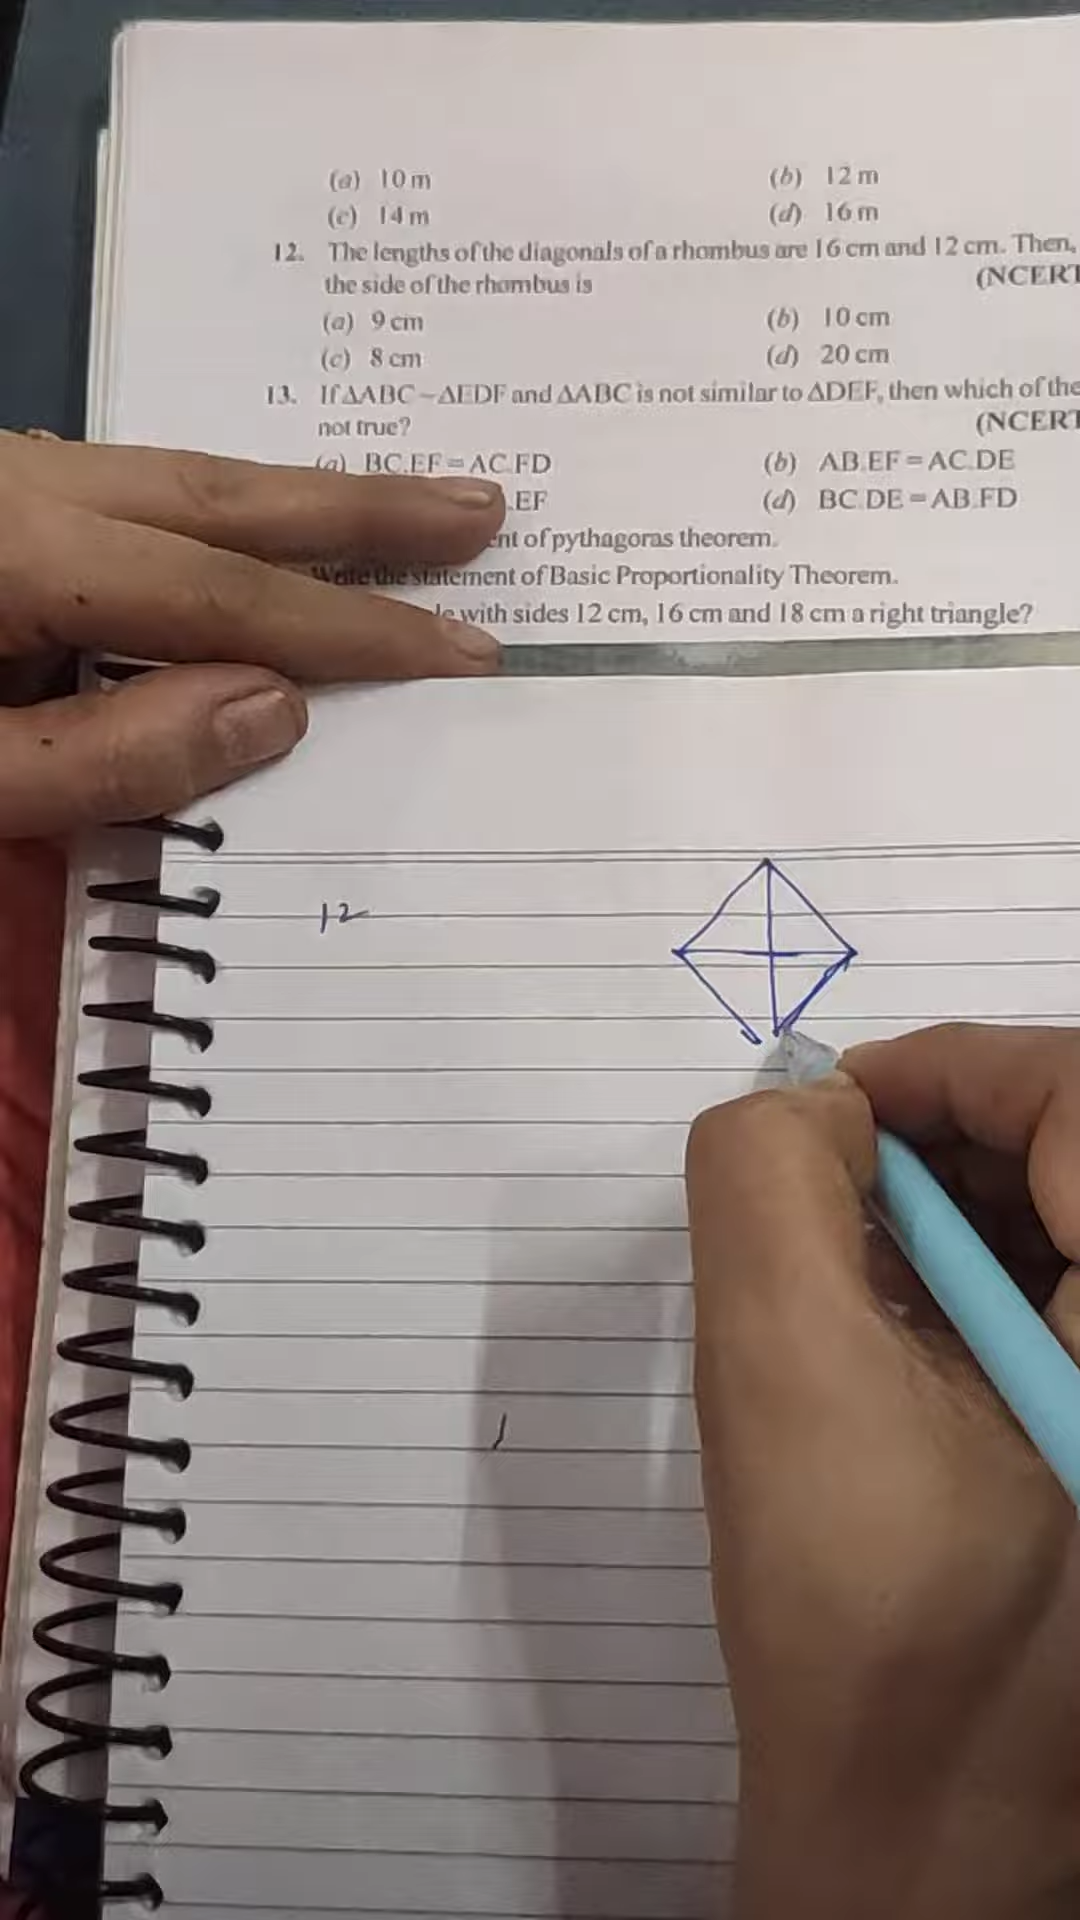 (a) 10 m (b) 12 m
(c) 14 m (d) 16 m
12. The lengths of the diagonals of a rhombus are 16 cm and 12 cm. Then,
the side of the rhombus is (NCERT
(a) 9 cm (b) 10 cm
(c) 8 cm (d) 20 cm
13. If ΔABC ~ ΔEDF and ΔABC is not similar to ΔDEF, then which of the
not true? (NCERT
(a) BC.EF = AC.FD (b) AB.EF = AC.DE
.EF (d) BC.DE = AB.FD
of pythagoras theorem.
Write the statement of Basic Proportionality Theorem.
with sides 12 cm, 16 cm and 18 cm a right triangle?
12